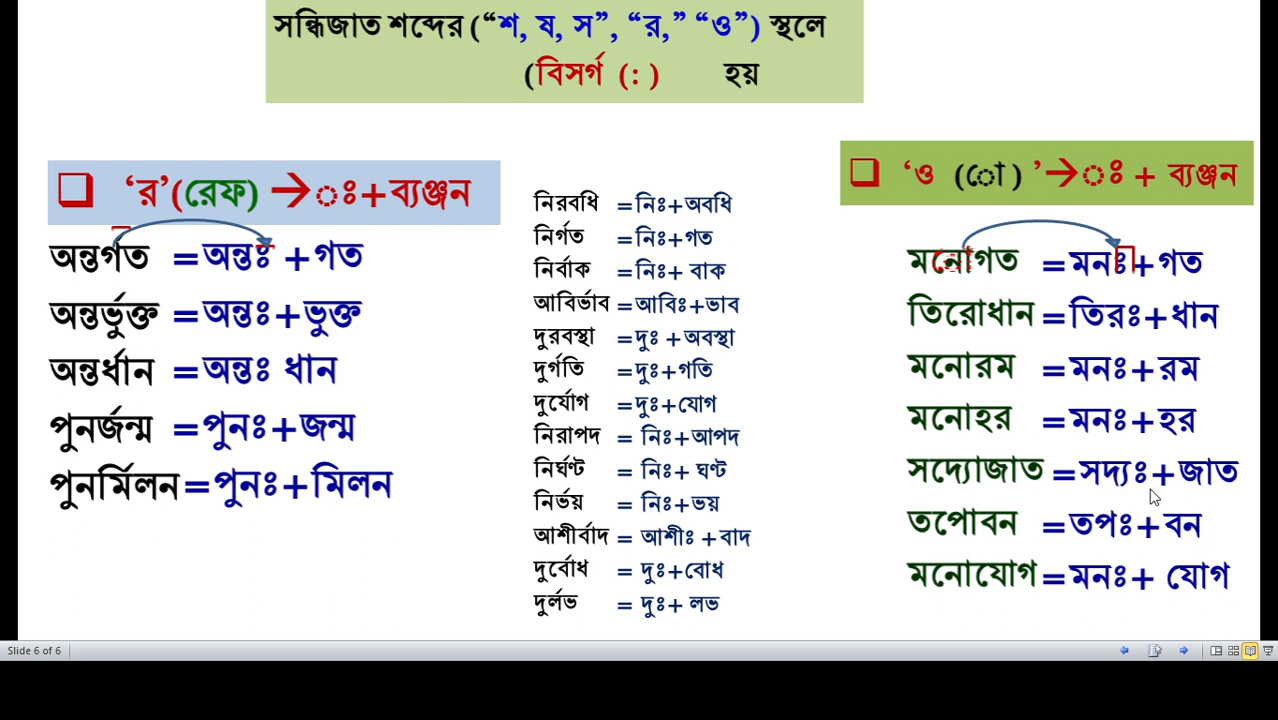 সন্ধিজাত শব্দের (“শ, ষ, স”, “র,” “ও”) স্থলে
(বিসর্গ (: ) হয়
❑ ‘র’(রেফ) →ঃ+ব্যঞ্জন
অন্তর্গত =অন্তঃ +গত
অন্তর্ভুক্ত =অন্তঃ+ভুক্ত
অন্তর্ধান =অন্তঃ ধান
পুনর্জন্ম =পুনঃ+জন্ম
পুনর্মিলন=পুনঃ+মিলন
নিরবধি =নিঃ+অবধি
নির্গত =নিঃ+গত
নির্বাক =নিঃ+ বাক
আবির্ভাব =আবিঃ+ভাব
দুরবস্থা =দুঃ +অবস্থা
দুর্গতি =দুঃ+গতি
দুর্যোগ =দুঃ+যোগ
নিরাপদ = নিঃ+আপদ
নির্ঘণ্ট = নিঃ+ ঘণ্ট
নির্ভয় = নিঃ+ভয়
আশীর্বাদ = আশীঃ +বাদ
দুর্বোধ = দুঃ+বোধ
দুর্লভ = দুঃ+ লভ
❑ ‘ও (ো ) ’→ঃ + ব্যঞ্জন
মনোগত =মনঃ+গত
তিরোধান =তিরঃ+ধান
মনোরম =মনঃ+রম
মনোহর =মনঃ+হর
সদ্যোজাত =সদ্যঃ+জাত
তপোবন =তপঃ+বন
মনোযোগ=মনঃ+ যোগ
Slide 6 of 6